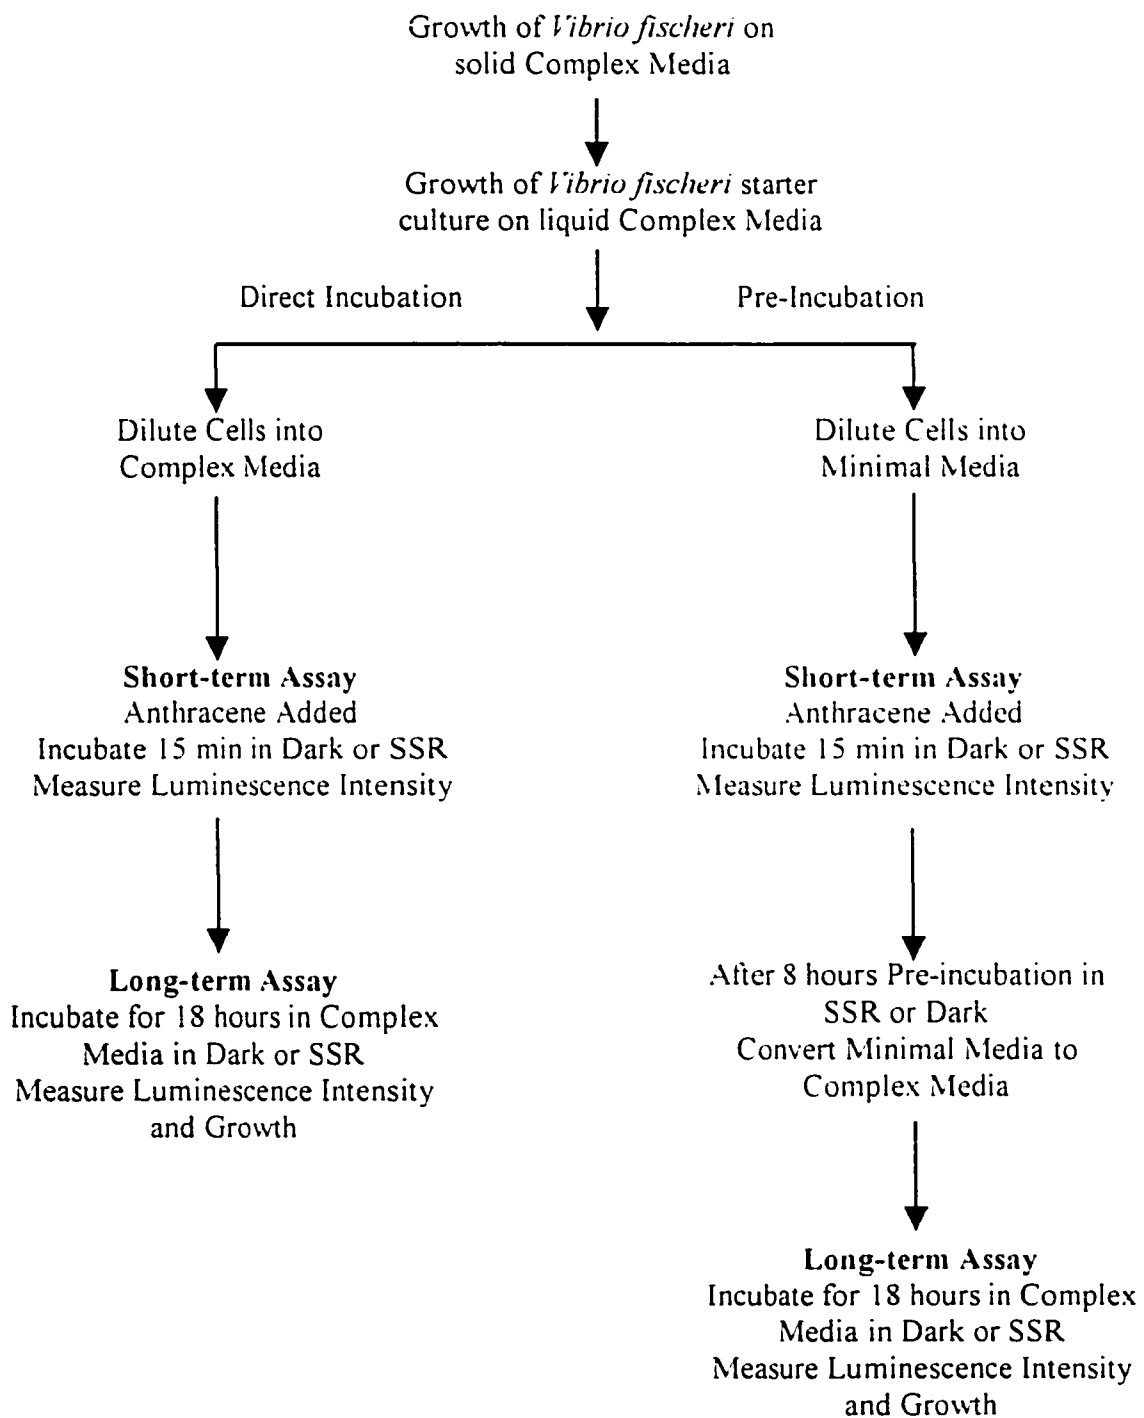 Growth of Vibrio fischeri on
solid Complex Media
Growth of Vibrio fischeri starter
culture on liquid Complex Media
Direct Incubation
Pre-Incubation
Dilute Cells into
Complex Media
Short-term Assay
Anthracene Added
Incubate 15 min in Dark or SSR
Measure Luminescence Intensity
Long-term Assay
Incubate for 18 hours in Complex
Media in Dark or SSR
Measure Luminescence Intensity
and Growth
Dilute Cells into
Minimal Media
Short-term Assay
Anthracene Added
Incubate 15 min in Dark or SSR
Measure Luminescence Intensity
After 8 hours Pre-incubation in
SSR or Dark
Convert Minimal Media to
Complex Media
Long-term Assay
Incubate for 18 hours in Complex
Media in Dark or SSR
Measure Luminescence Intensity
and Growth